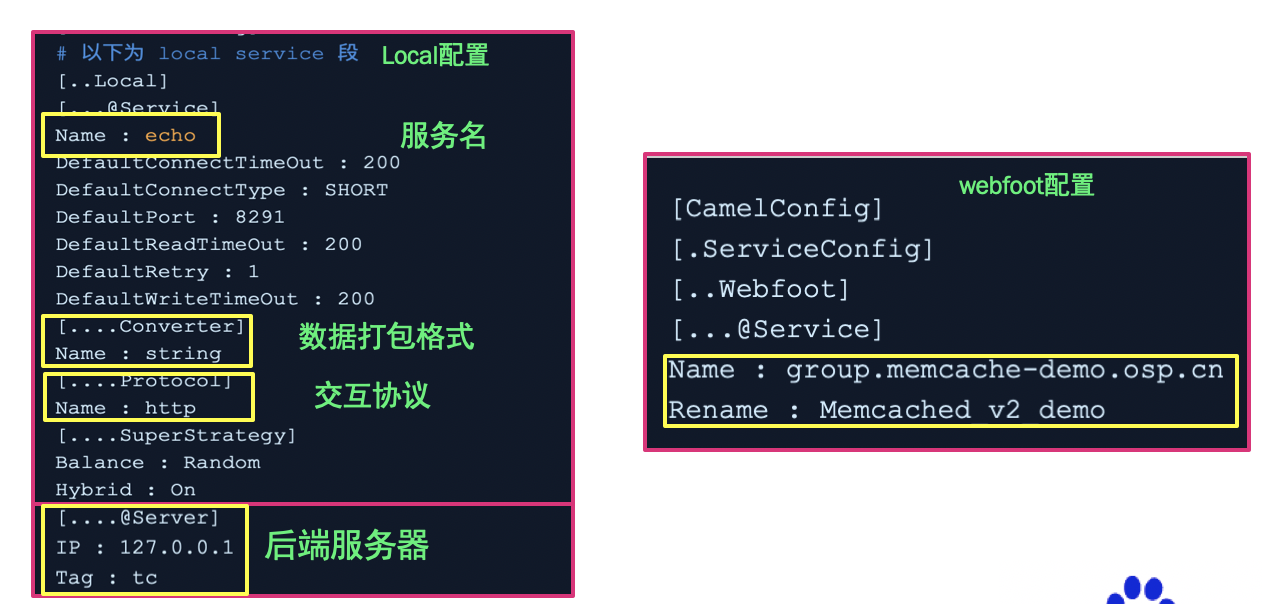 # 以下为 local service 段
Local配置
[..Local]
[...@Service]
Name : echo
服务名
DefaultConnectTimeOut : 200
DefaultConnectType : SHORT
DefaultPort : 8291
DefaultReadTimeOut : 200
DefaultRetry : 1
DefaultWriteTimeOut : 200
[....Converter]
Name : string
数据打包格式
[....Protocol]
Name : http
交互协议
[....SuperStrategy]
Balance : Random
Hybrid : On
[....@Server]
IP : 127.0.0.1
Tag : tc
后端服务器
webfoot配置
[CamelConfig]
[.ServiceConfig]
[..Webfoot]
[...@Service]
Name : group.memcache-demo.osp.cn
Rename : Memcached_v2_demo